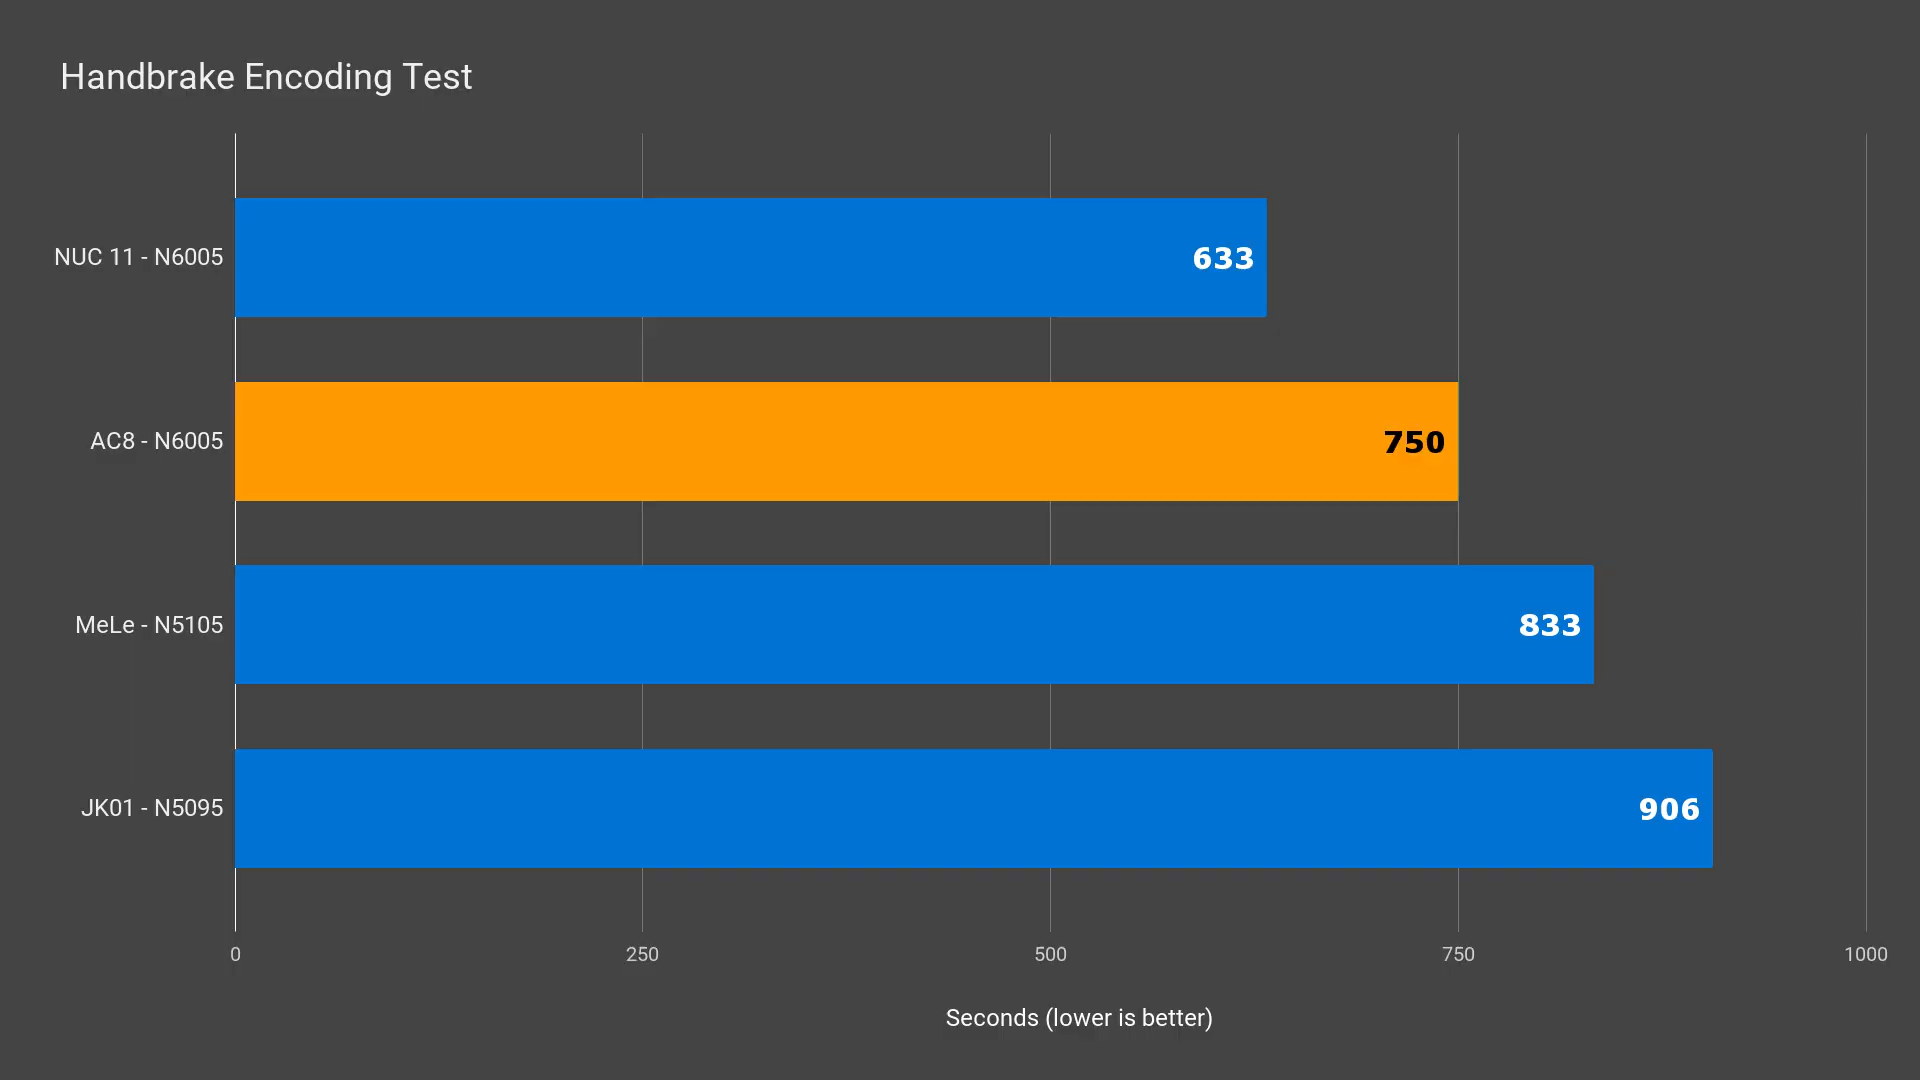 Handbrake Encoding Test
NUC 11 - N6005
633
AC8 - N6005
750
MeLe - N5105
833
JK01 - N5095
906
0 250 500 750 1000
Seconds (lower is better)